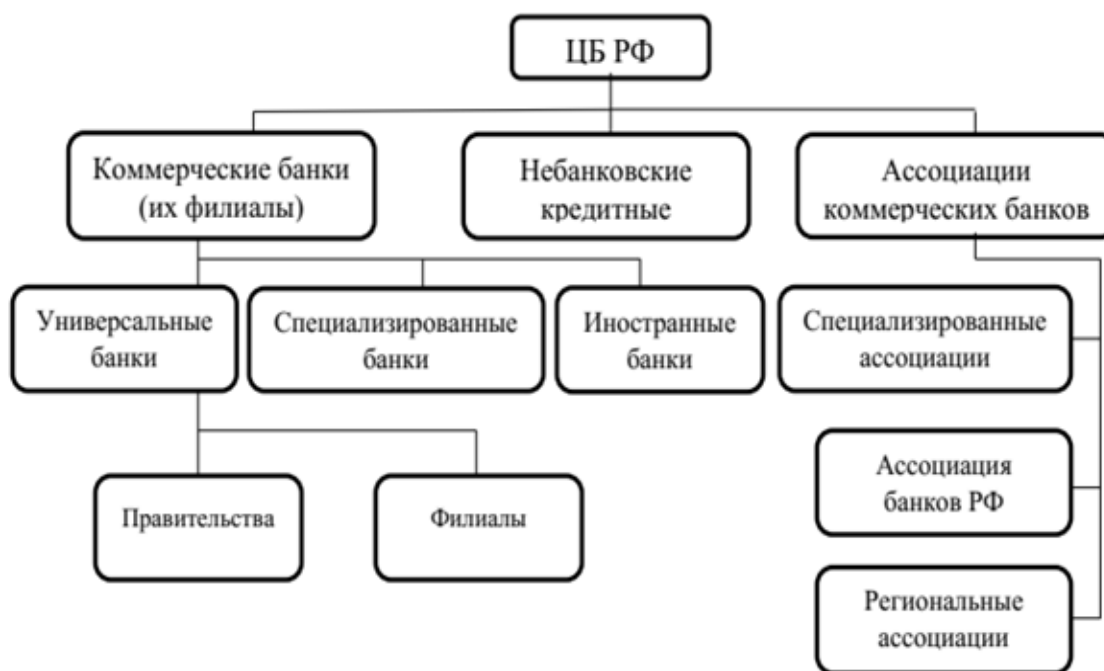 ЦБ РФ
Коммерческие банки
(их филиалы)
Небанковские
кредитные
Ассоциации
коммерческих банков
Универсальные
банки
Специализированные
банки
Иностранные
банки
Специализированные
ассоциации
Ассоциация
банков РФ
Правительства
Филиалы
Региональные
ассоциации